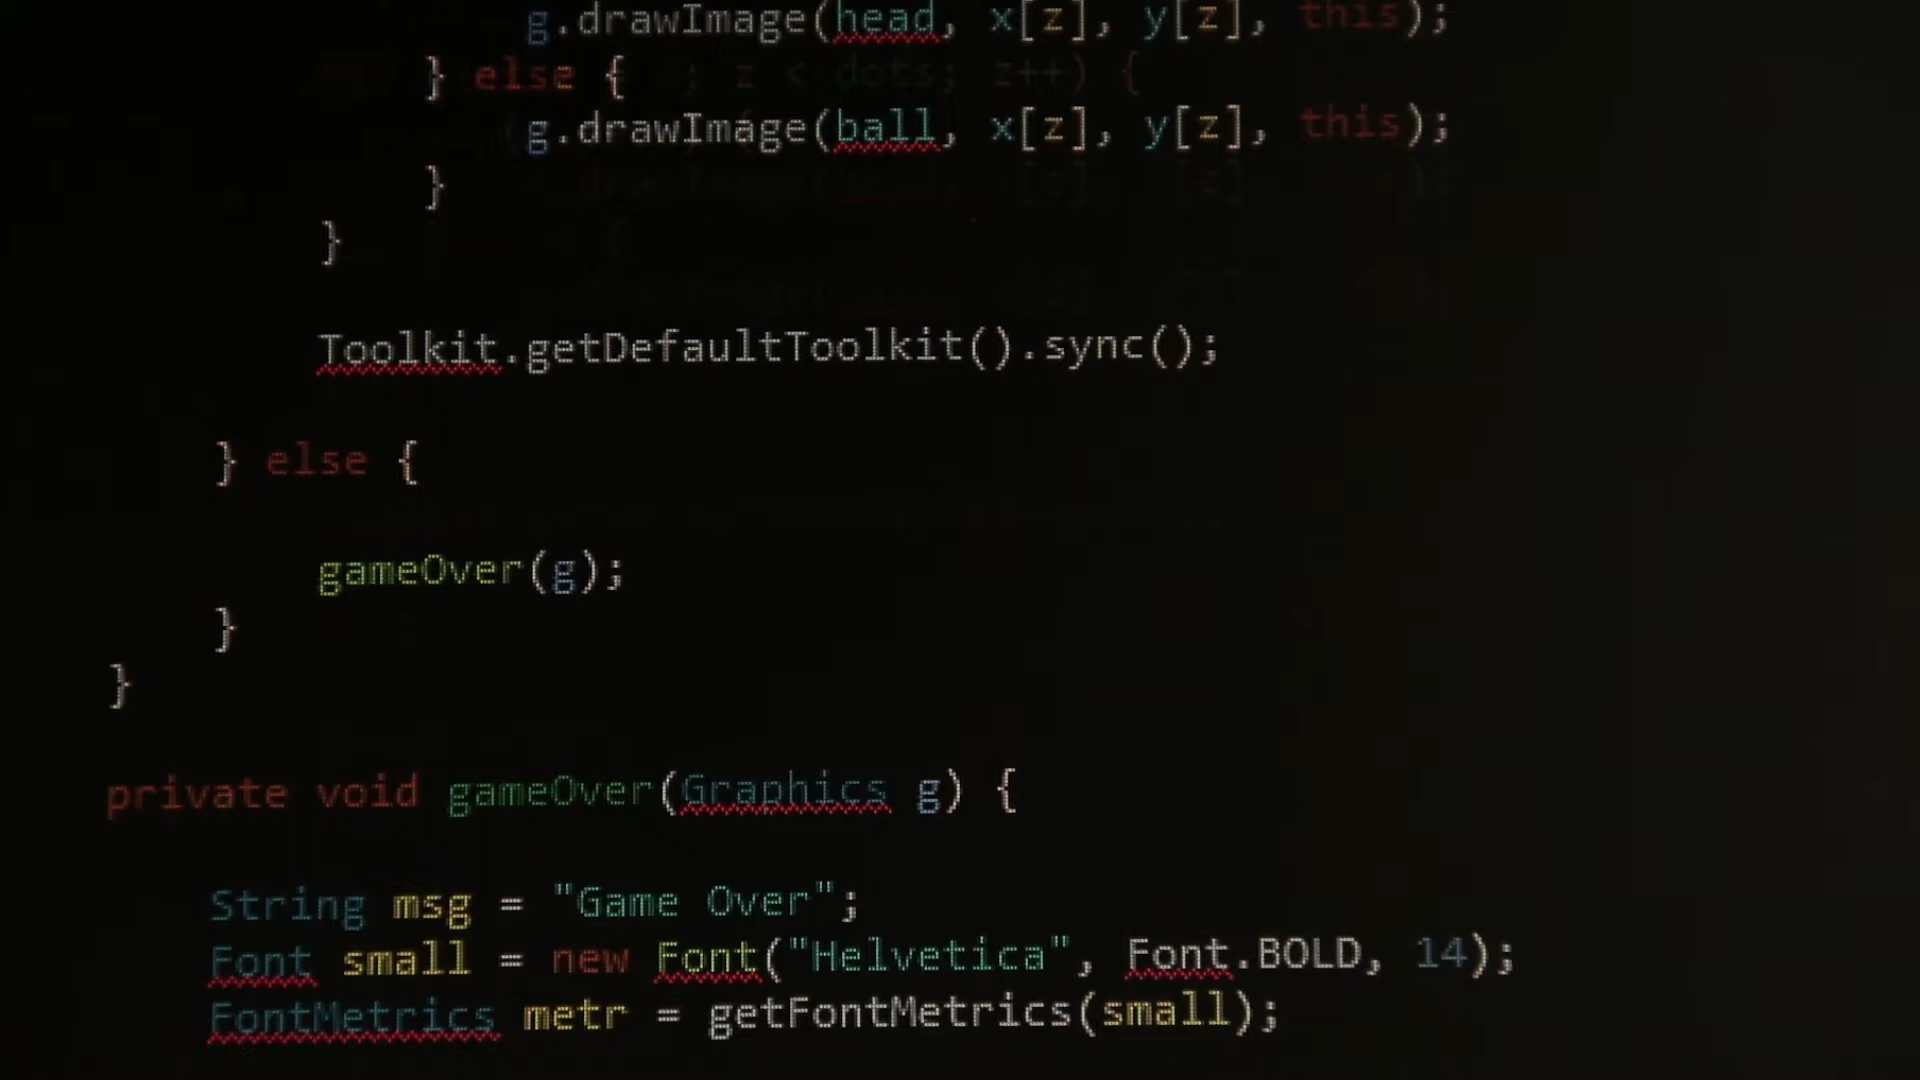 g.drawImage(head, x[z], y[z], this);
} else {
g.drawImage(ball, x[z], y[z], this);
}
}
Toolkit.getDefaultToolkit().sync();
} else {
gameOver(g);
}
}
private void gameOver(Graphics g) {
String msg = "Game Over";
Font small = new Font("Helvetica", Font.BOLD, 14);
FontMetrics metr = getFontMetrics(small);